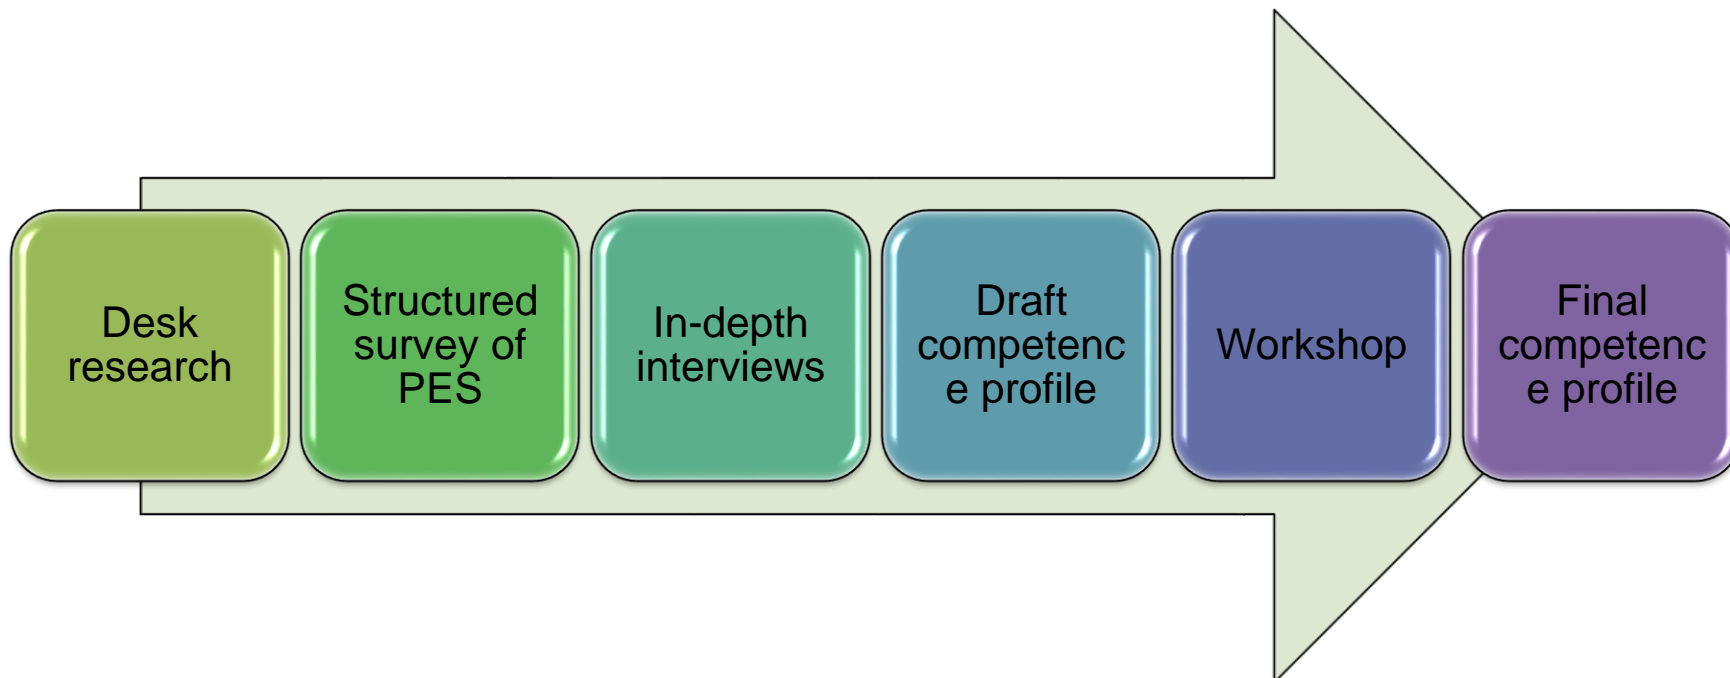 Desk
research
Structured
survey of
PES
In-depth
interviews
Draft
competenc
e profile
Workshop
Final
competenc
e profile